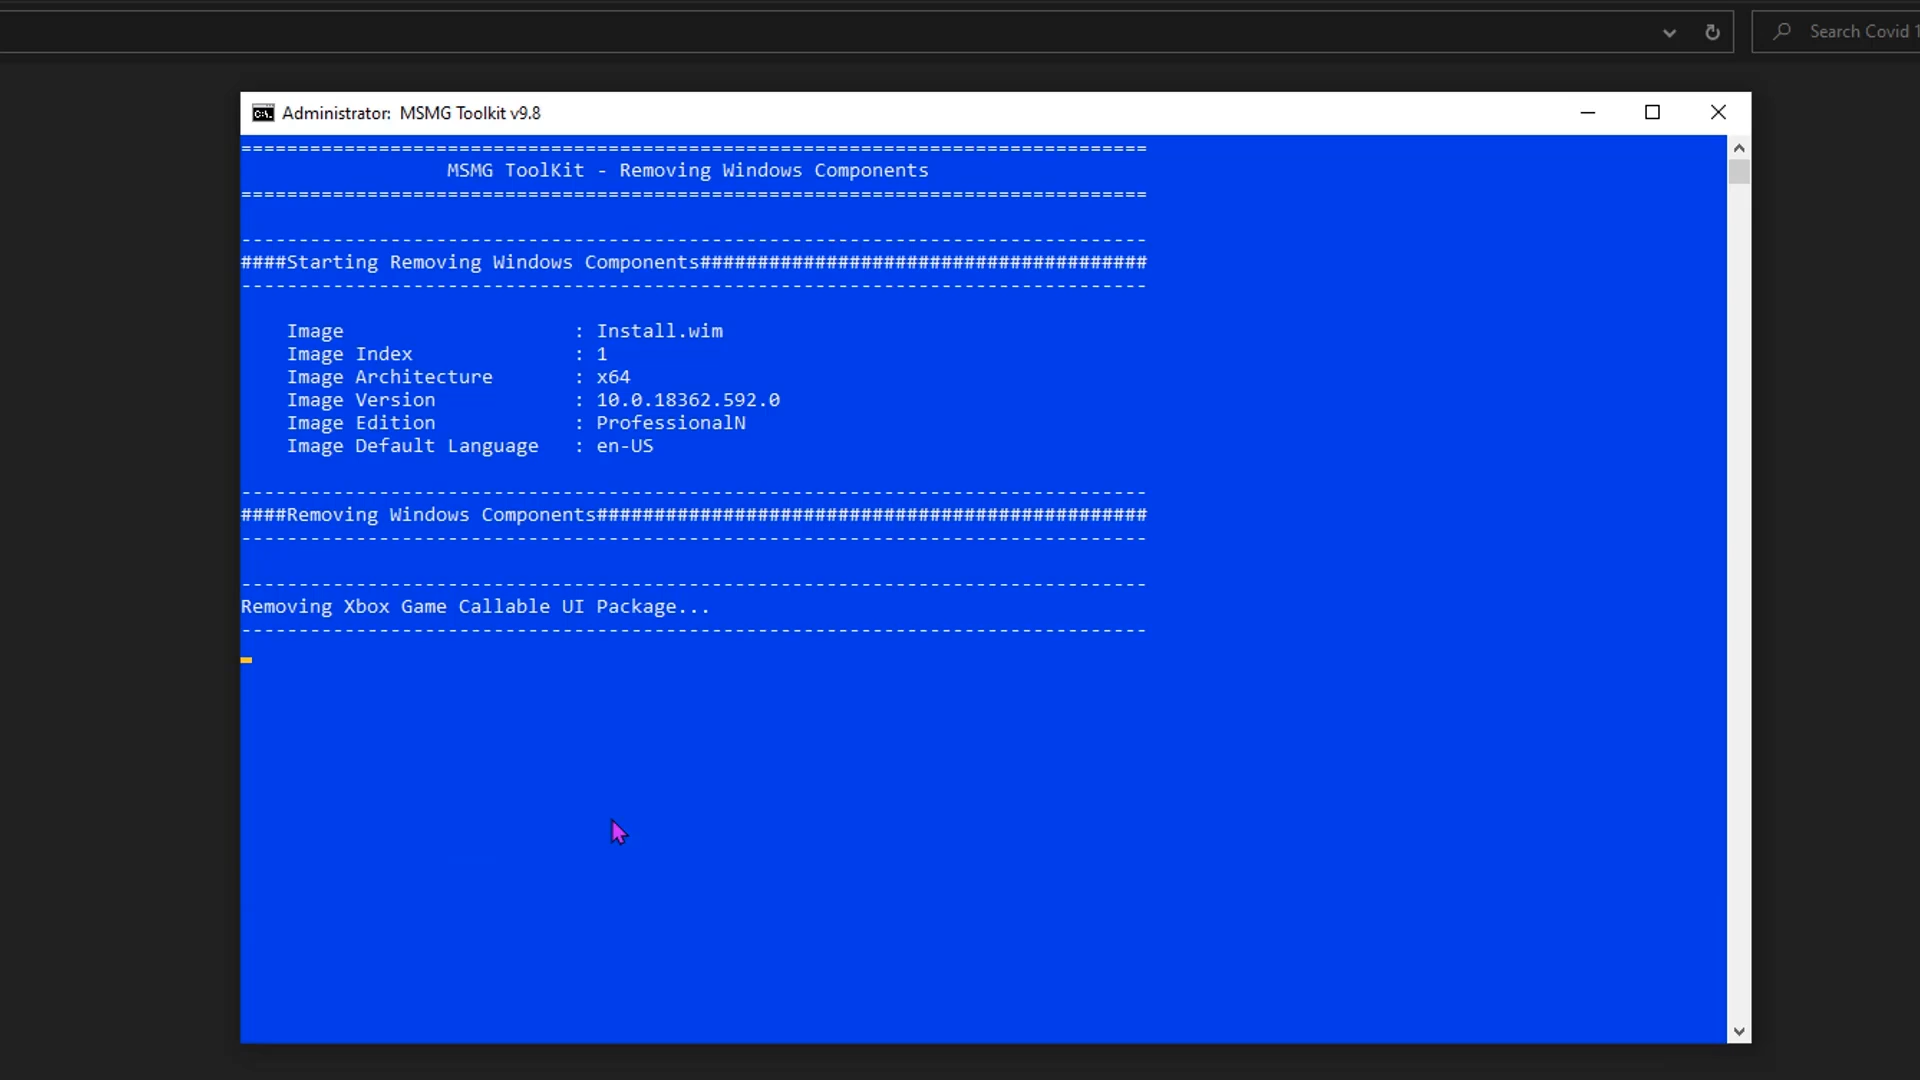 Search Covid 1
Administrator: MSMG Toolkit v9.8
===============================================================================
MSMG ToolKit - Removing Windows Components
===============================================================================
-------------------------------------------------------------------------------
####Starting Removing Windows Components#######################################
-------------------------------------------------------------------------------
Image : Install.wim
Image Index : 1
Image Architecture : x64
Image Version : 10.0.18362.592.0
Image Edition : ProfessionalN
Image Default Language : en-US
-------------------------------------------------------------------------------
####Removing Windows Components################################################
-------------------------------------------------------------------------------
-------------------------------------------------------------------------------
Removing Xbox Game Callable UI Package...
-------------------------------------------------------------------------------